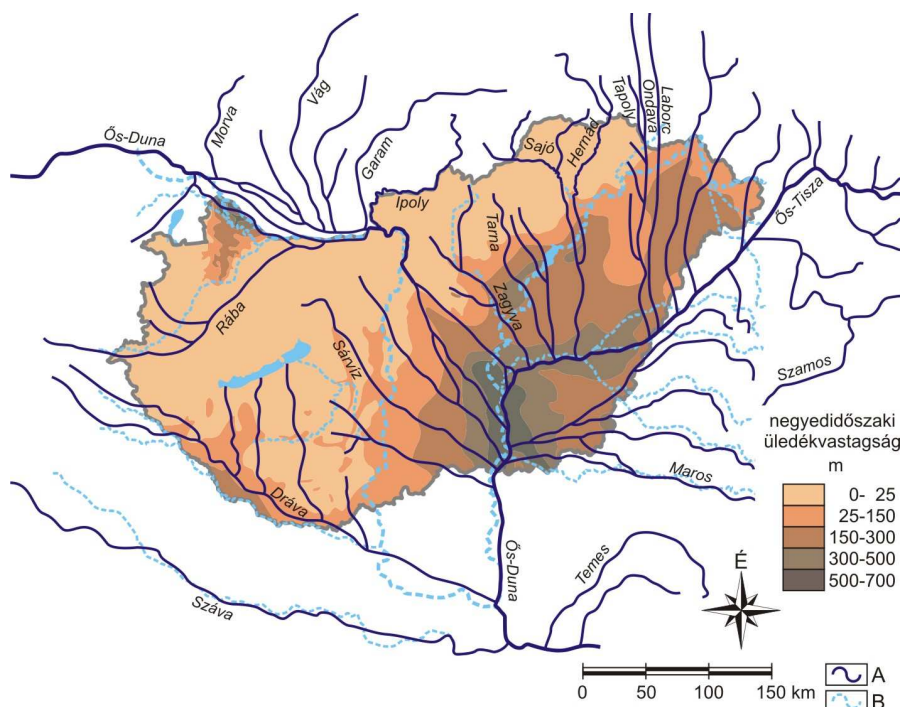 Ős-Duna
Morva
Vág
Garam
Ipoly
Sajó
Hernád
Tapoly
Ondava
Laborc
Ős-Tisza
Tarna
Zagyva
Rába
Sárvíz
Szamos
Maros
Dráva
Ős-Duna
Temes
Száva
negyedidőszaki
üledékvastagság
m
0- 25
25-150
150-300
300-500
500-700
É
0 50 100 150 km
A
B